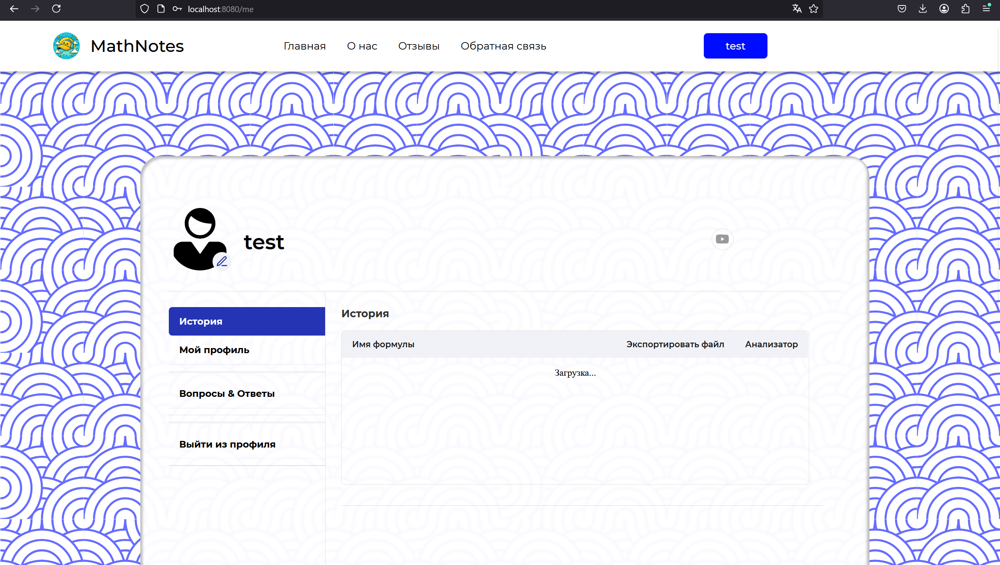 localhost:8080/me
MathNotes
Главная
О нас
Отзывы
Обратная связь
test
test
История
Мой профиль
Вопросы & Ответы
Выйти из профиля
История
Имя формулы
Экспортировать файл
Анализатор
Загрузка...